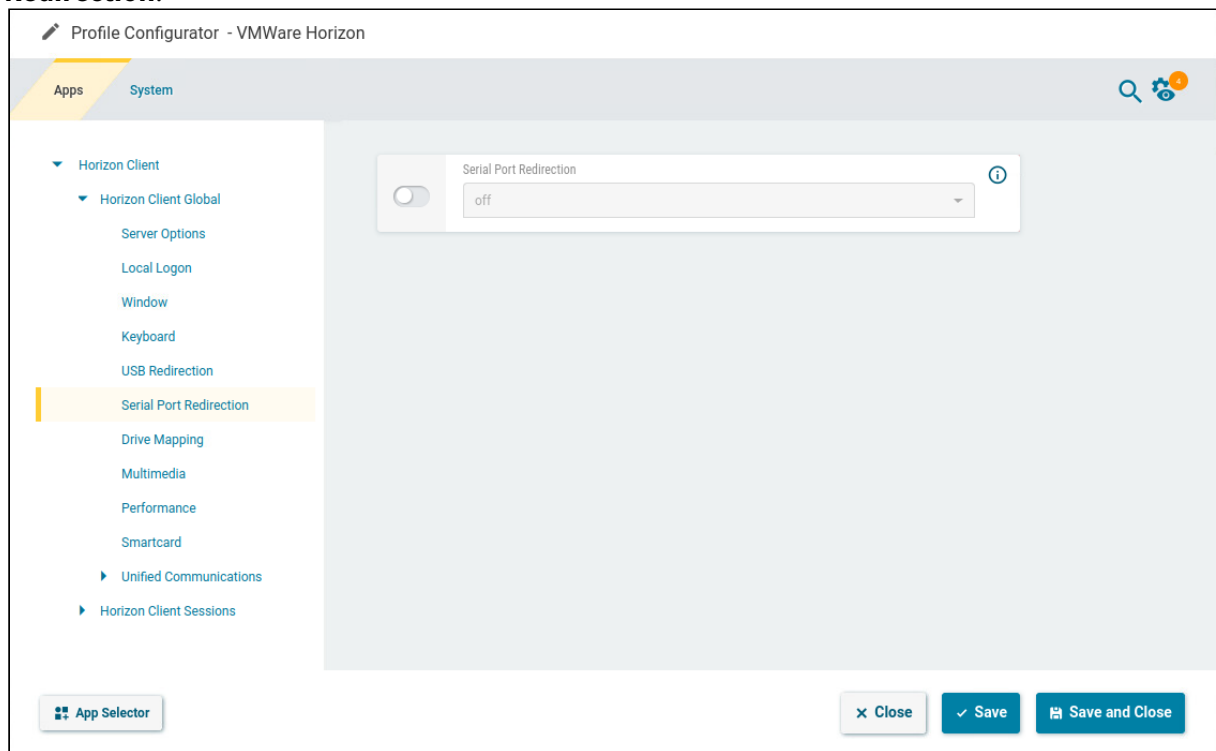 Profile Configurator - VMWare Horizon
Apps
System
4
Horizon Client
Horizon Client Global
Server Options
Local Logon
Window
Keyboard
USB Redirection
Serial Port Redirection
Drive Mapping
Multimedia
Performance
Smartcard
Unified Communications
Horizon Client Sessions
Serial Port Redirection
off
App Selector
Close
Save
Save and Close